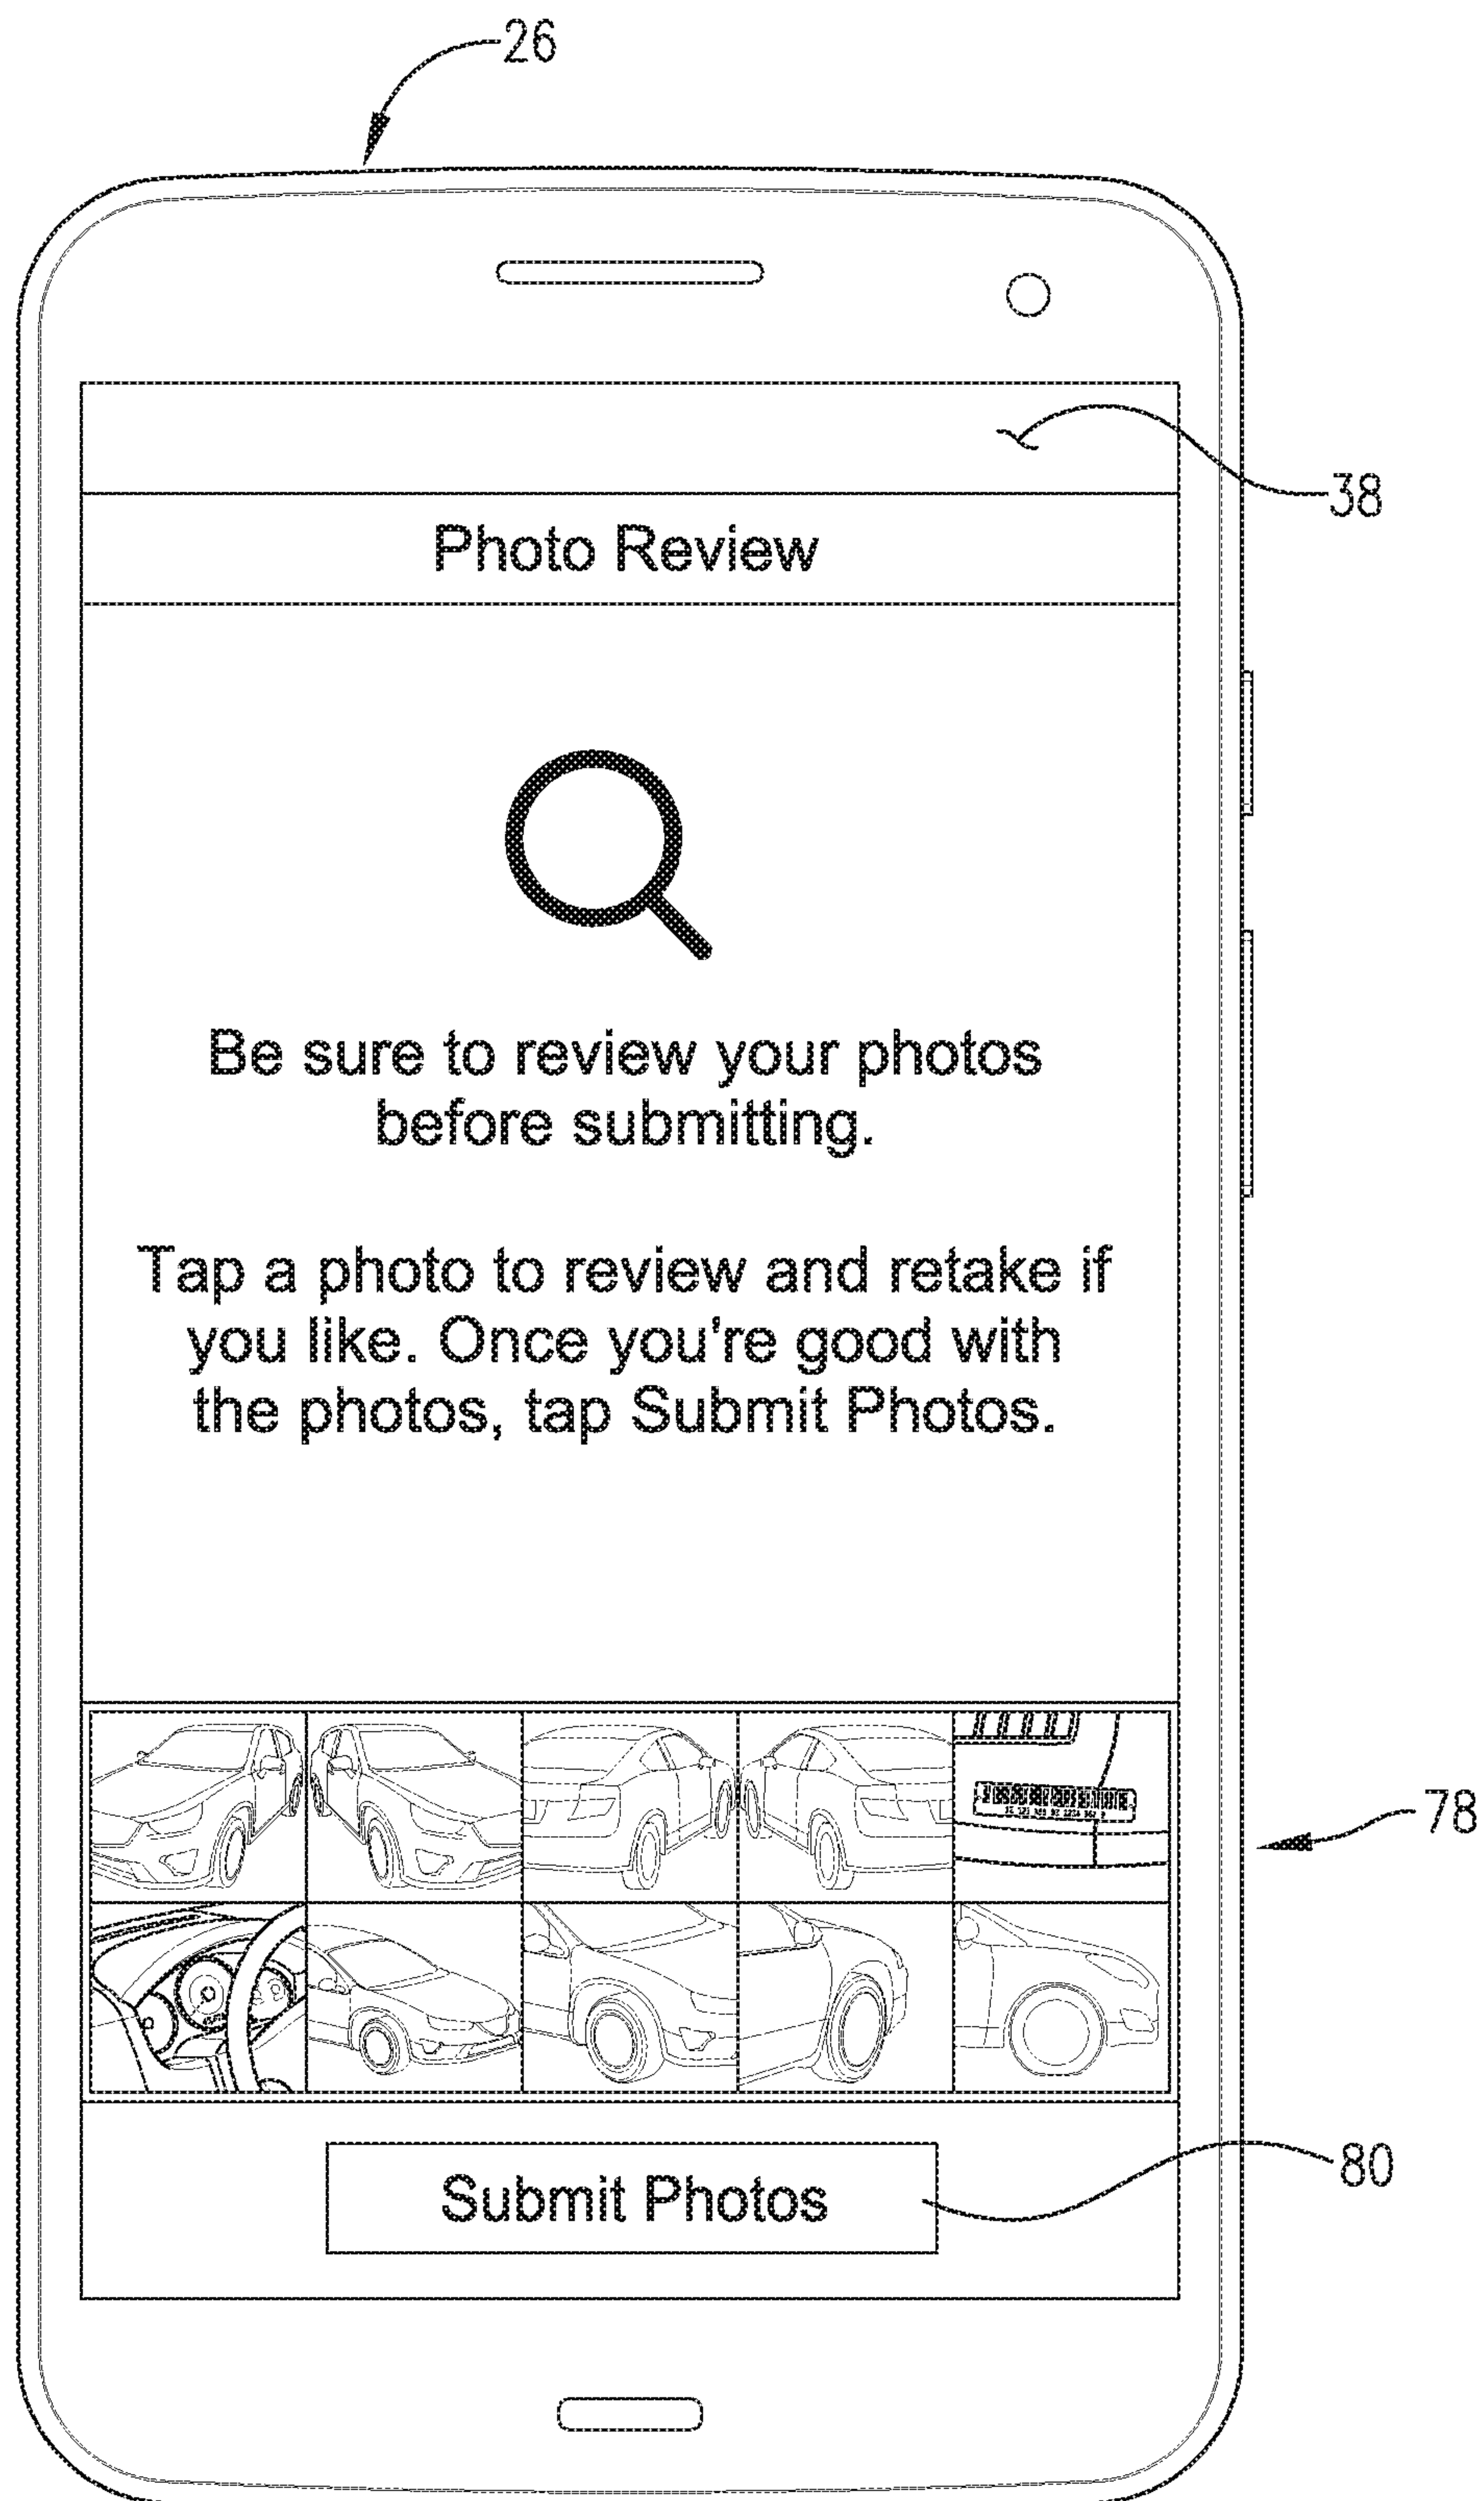 26
38
Photo Review
Be sure to review your photos
before submitting.
Tap a photo to review and retake if
you like. Once you're good with
the photos, tap Submit Photos.
78
Submit Photos
80